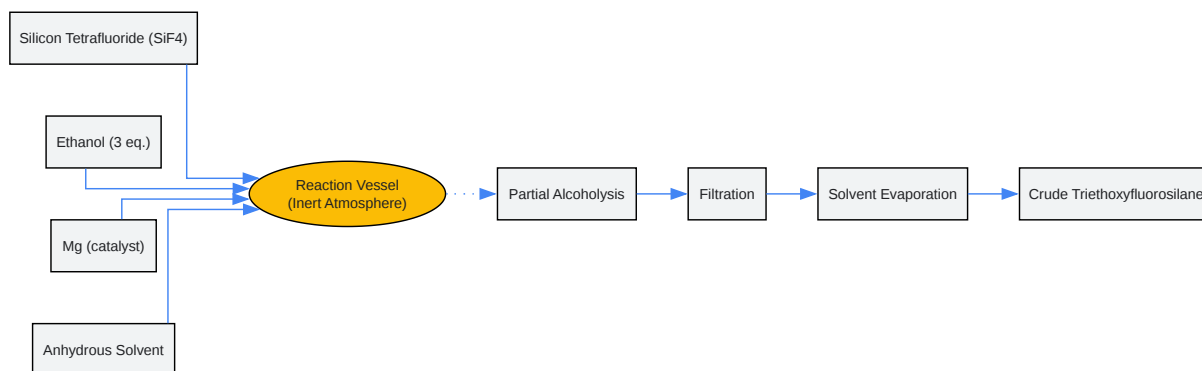 Silicon Tetrafluoride (SiF4)
Ethanol (3 eq.)
Mg (catalyst)
Anhydrous Solvent
Reaction Vessel
(Inert Atmosphere)
Partial Alcoholysis
Filtration
Solvent Evaporation
Crude Triethoxyfluorosilane